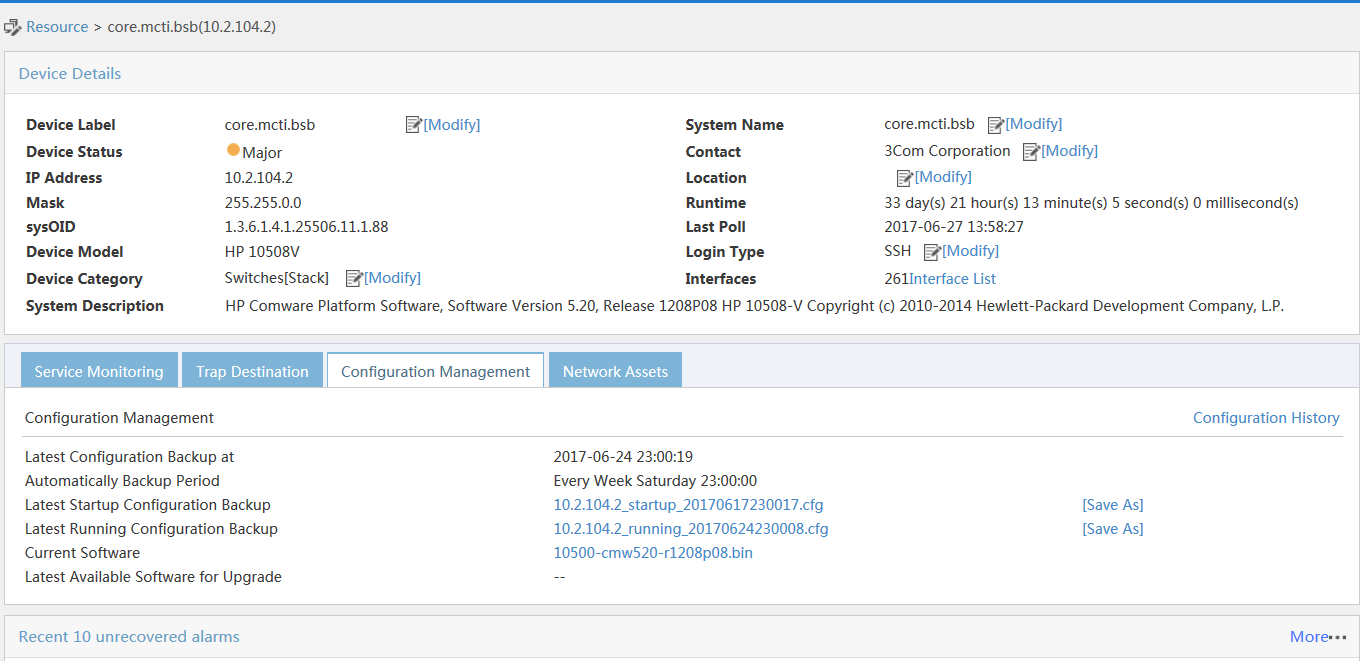 Resource > core.mcti.bsb(10.2.104.2)
Device Details
Device Label core.mcti.bsb [Modify] System Name core.mcti.bsb [Modify]
Device Status Major Contact 3Com Corporation [Modify]
IP Address 10.2.104.2 Location [Modify]
Mask 255.255.0.0 Runtime 33 day(s) 21 hour(s) 13 minute(s) 5 second(s) 0 millisecond(s)
sysOID 1.3.6.1.4.1.25506.11.1.88 Last Poll 2017-06-27 13:58:27
Device Model HP 10508V Login Type SSH [Modify]
Device Category Switches[Stack] [Modify] Interfaces 261Interface List
System Description HP Comware Platform Software, Software Version 5.20, Release 1208P08 HP 10508-V Copyright (c) 2010-2014 Hewlett-Packard Development Company, L.P.
Service Monitoring Trap Destination Configuration Management Network Assets
Configuration Management Configuration History
Latest Configuration Backup at 2017-06-24 23:00:19
Automatically Backup Period Every Week Saturday 23:00:00
Latest Startup Configuration Backup 10.2.104.2_startup_20170617230017.cfg [Save As]
Latest Running Configuration Backup 10.2.104.2_running_20170624230008.cfg [Save As]
Current Software 10500-cmw520-r1208p08.bin
Latest Available Software for Upgrade --
Recent 10 unrecovered alarms More...